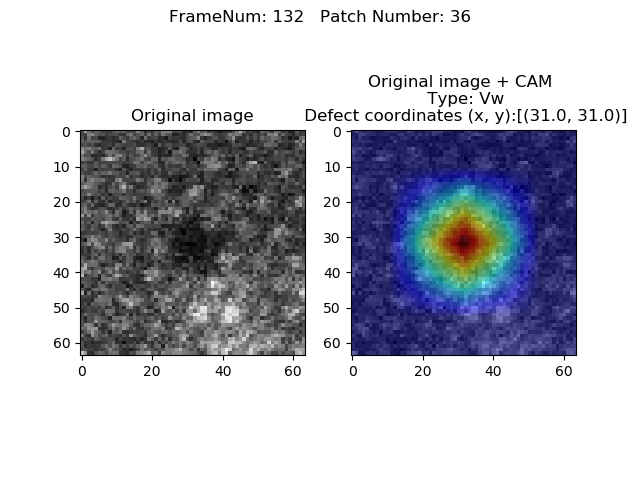 FrameNum: 132   Patch Number: 36
Original image
Original image + CAM
Type: Vw
Defect coordinates (x, y):[(31.0, 31.0)]
0
10
20
30
40
50
60
0 20 40 60
0
10
20
30
40
50
60
0 20 40 60